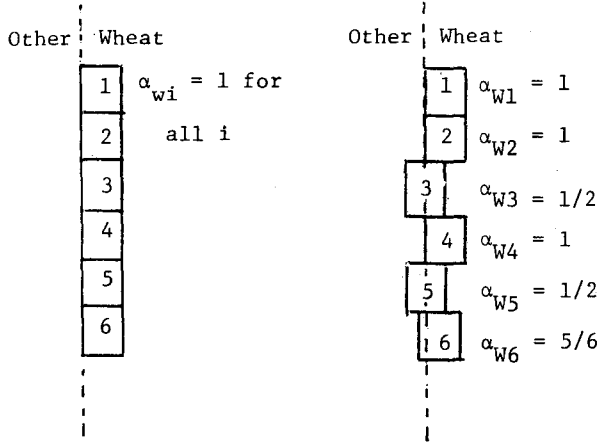 Other Wheat
1 α_wi = 1 for
2 all i
3
4
5
6
Other Wheat
1 α_W1 = 1
2 α_W2 = 1
3 α_W3 = 1/2
4 α_W4 = 1
5 α_W5 = 1/2
6 α_W6 = 5/6